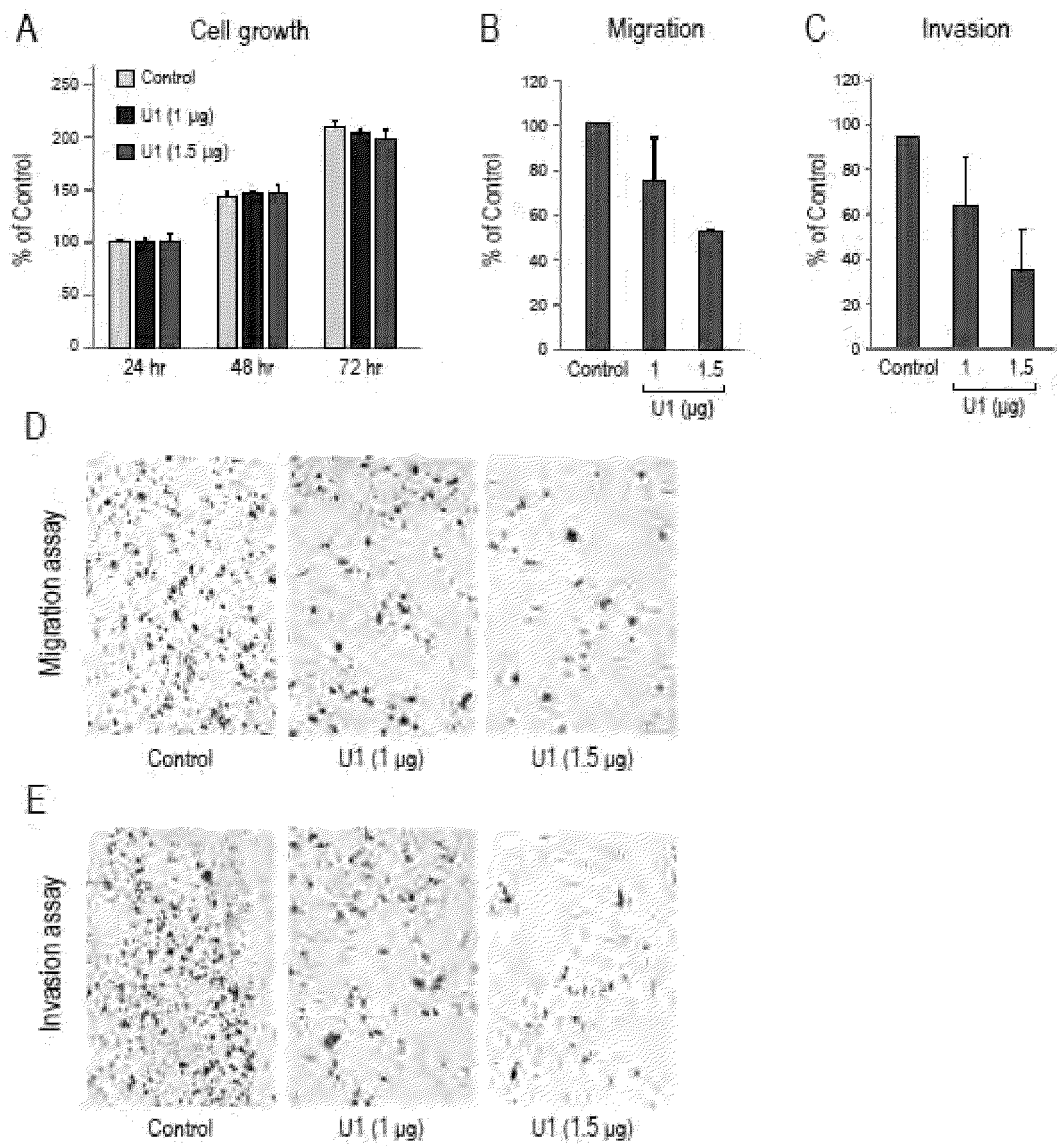 A Cell growth
% of Control
250
200
150
100
50
0
Control
U1 (1 µg)
U1 (1.5 µg)
24 hr 48 hr 72 hr
B Migration
% of Control
120
100
80
60
40
20
0
Control 1 1.5
U1 (µg)
C Invasion
% of Control
120
100
80
60
40
20
0
Control 1 1.5
U1 (µg)
D
Migration assay
Control U1 (1 µg) U1 (1.5 µg)
E
Invasion assay
Control U1 (1 µg) U1 (1.5 µg)